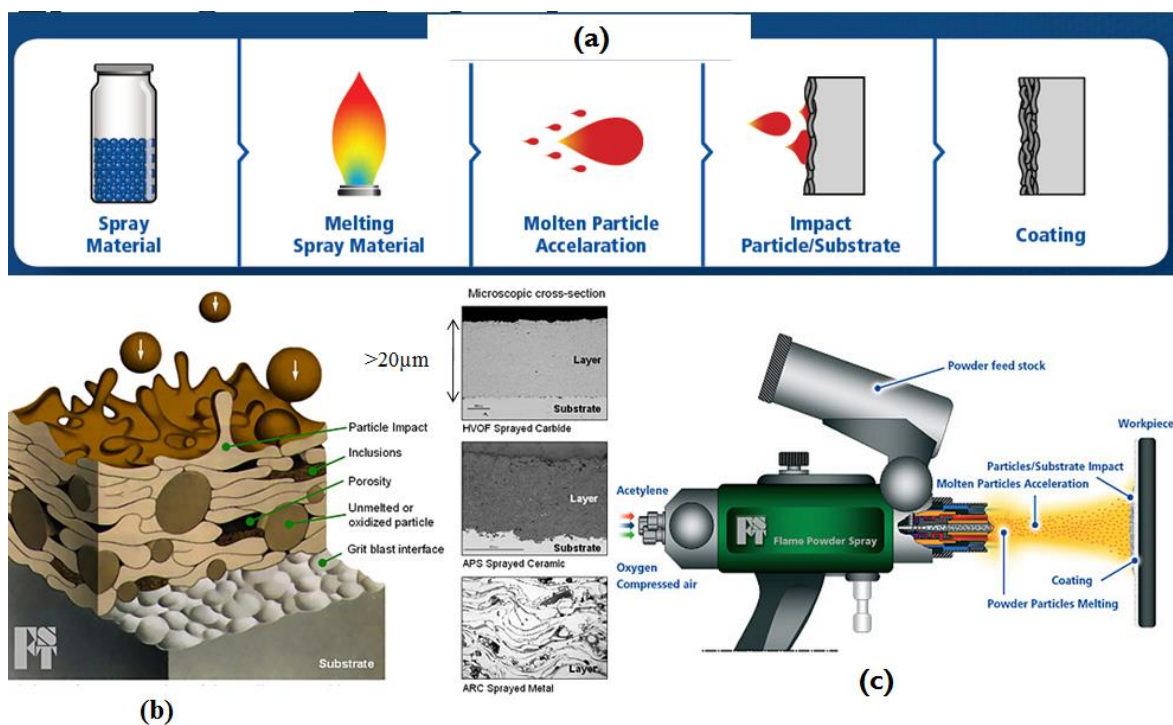 (a)
Spray
Material
Melting
Spray Material
Molten Particle
Accelaration
Impact
Particle/Substrate
Coating
Particle Impact
Inclusions
Porosity
Unmelted or
oxidized particle
Grit blast interface
FST
Substrate
(b)
Microscopic cross-section
>20µm
Layer
Substrate
HVOF Sprayed Carbide
Layer
Substrate
APS Sprayed Ceramic
Layer
ARC Sprayed Metal
Powder feed stock
Workpiece
Particles/Substrate Impact
Molten Particles Acceleration
Acetylene
FST
Flame Powder Spray
Oxygen
Compressed air
Coating
Powder Particles Melting
(c)